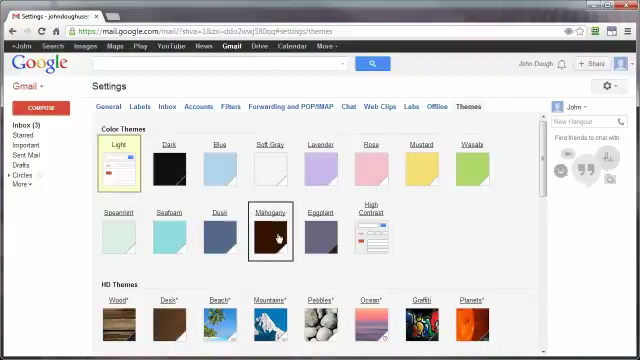 Settings - johndoughuser
https://mail.google.com/mail/?shva=1&zx=ddo2wwj580qq#settings/themes
+John Search Images Maps Play YouTube News Gmail Drive Calendar More
Google
John Dough
+ Share
Gmail
Settings
COMPOSE
General Labels Inbox Accounts Filters Forwarding and POP/IMAP Chat Web Clips Labs Offline Themes
John
New Hangout
Find friends to chat with
Inbox (3)
Starred
Important
Sent Mail
Drafts
Circles
More
Color Themes
Light Dark Blue Soft Gray Lavender Rose Mustard Wasabi
Spearmint Seafoam Dusk Mahogany Eggplant High Contrast
HD Themes
Wood* Desk* Beach* Mountains* Pebbles* Ocean* Graffiti Planets*